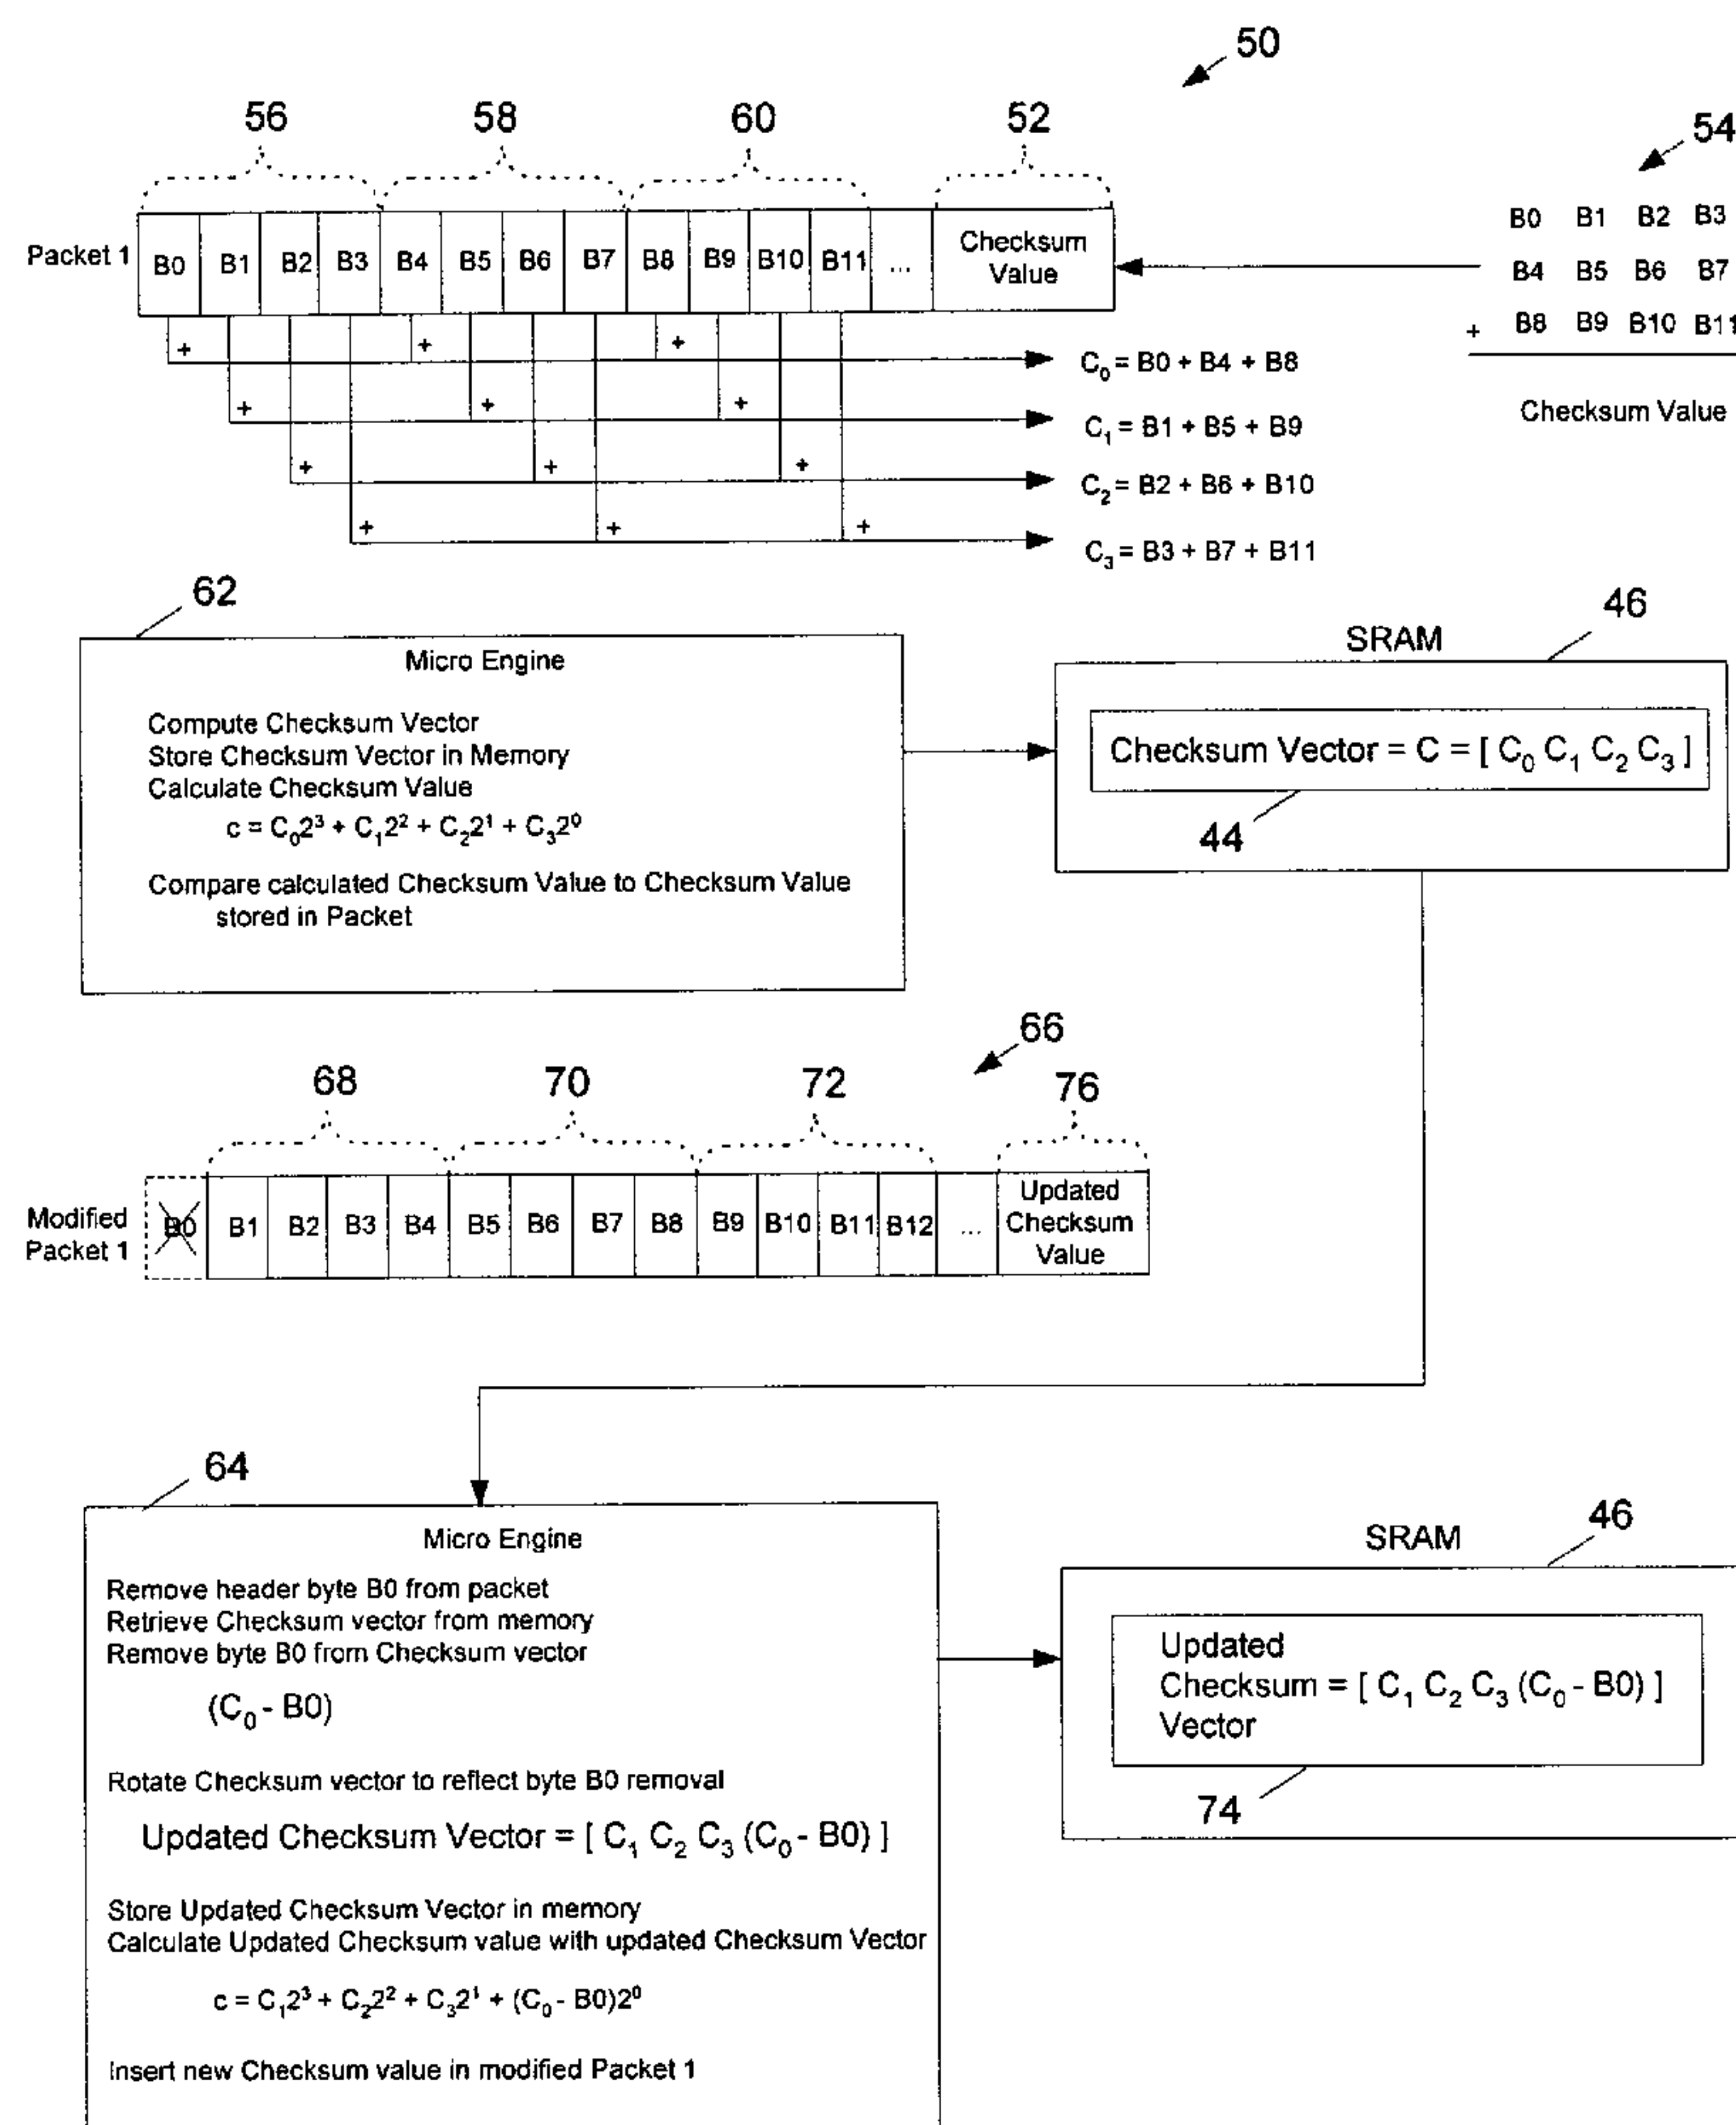 50
56 58 60 52
54
Packet 1 B0 B1 B2 B3 B4 B5 B6 B7 B8 B9 B10 B11 ... Checksum Value
B0 B1 B2 B3
B4 B5 B6 B7
+ B8 B9 B10 B11
Checksum Value
+ + + C₀ = B0 + B4 + B8
+ + + C₁ = B1 + B5 + B9
+ + + C₂ = B2 + B6 + B10
+ + + C₃ = B3 + B7 + B11
62
Micro Engine
Compute Checksum Vector
Store Checksum Vector in Memory
Calculate Checksum Value
c = C₀2³ + C₁2² + C₂2¹ + C₃2⁰
Compare calculated Checksum Value to Checksum Value
stored in Packet
46
SRAM
Checksum Vector = C = [ C₀ C₁ C₂ C₃ ]
44
66
68 70 72 76
Modified
Packet 1
B0 B1 B2 B3 B4 B5 B6 B7 B8 B9 B10 B11 B12 ...
Updated
Checksum
Value
64
Micro Engine
Remove header byte B0 from packet
Retrieve Checksum vector from memory
Remove byte B0 from Checksum vector
(C₀ - B0)
Rotate Checksum vector to reflect byte B0 removal
Updated Checksum Vector = [ C₁ C₂ C₃ (C₀ - B0) ]
Store Updated Checksum Vector in memory
Calculate Updated Checksum value with updated Checksum Vector
c = C₁2³ + C₂2² + C₃2¹ + (C₀ - B0)2⁰
Insert new Checksum value in modified Packet 1
46
SRAM
Updated
Checksum = [ C₁ C₂ C₃ (C₀ - B0) ]
Vector
74